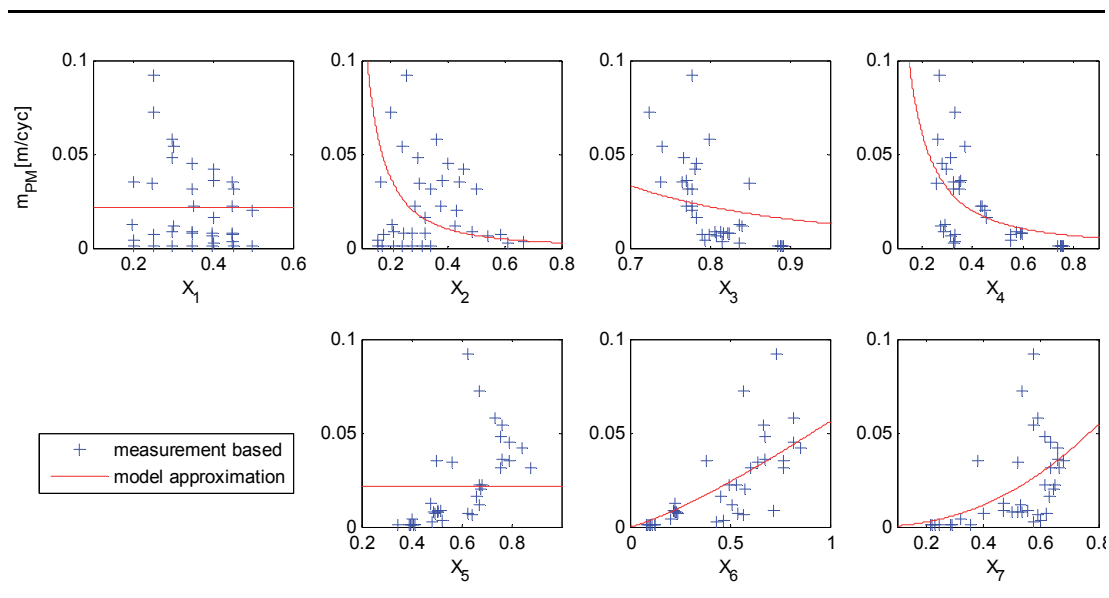 0.1 0.1 0.1 0.1
m_PM [m/cyc]
0.05 0.05 0.05 0.05
0 0 0 0
0.2 0.4 0.6 0.2 0.4 0.6 0.8 0.7 0.8 0.9 0.2 0.4 0.6 0.8
X_1 X_2 X_3 X_4
0.1 0.1 0.1
0.05 0.05 0.05
measurement based
model approximation
0 0 0
0.2 0.4 0.6 0.8 0 0.5 1 0.2 0.4 0.6 0.8
X_5 X_6 X_7